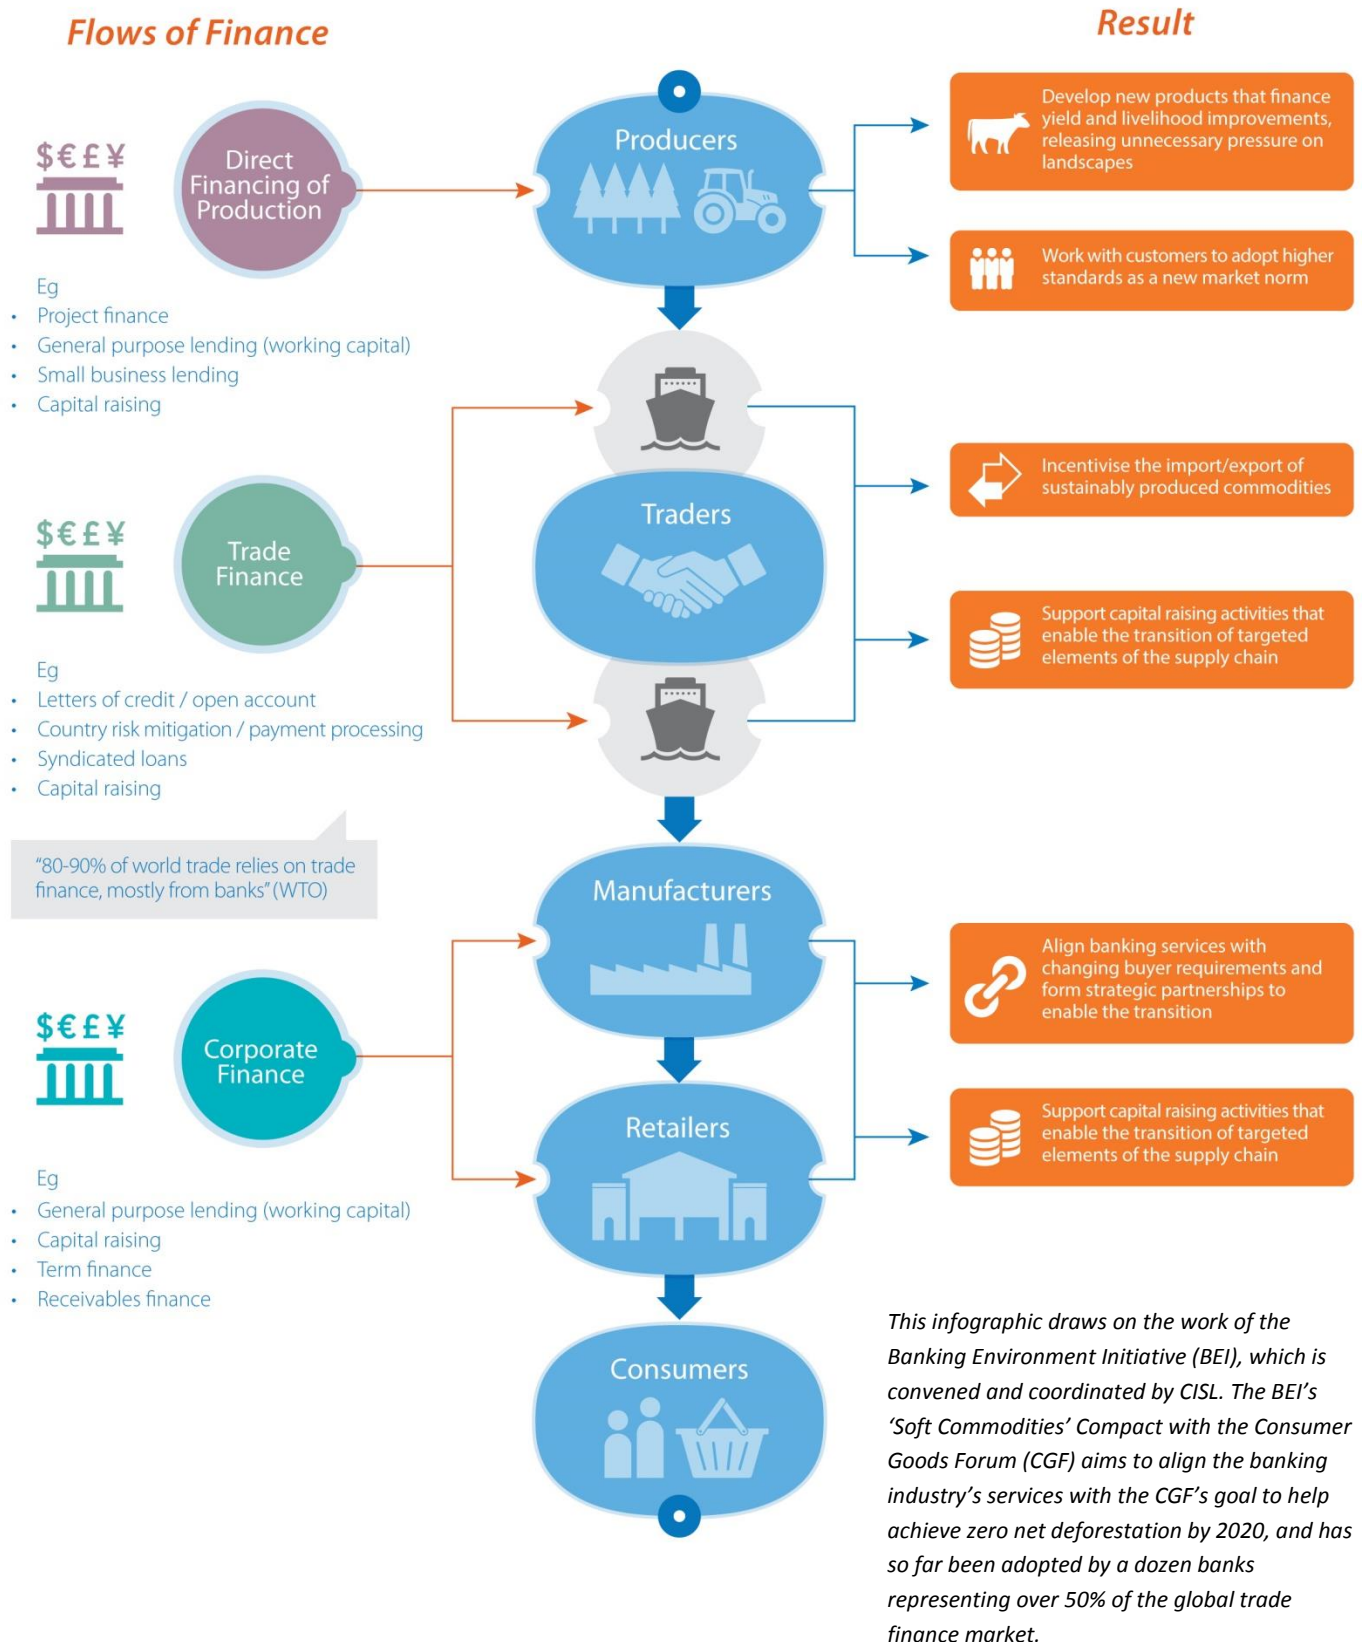 Flows of Finance
Result
$€£¥
Direct
Financing of
Production
Eg
• Project finance
• General purpose lending (working capital)
• Small business lending
• Capital raising
Producers
Develop new products that finance
yield and livelihood improvements,
releasing unnecessary pressure on
landscapes
Work with customers to adopt higher
standards as a new market norm
$€£¥
Trade
Finance
Eg
• Letters of credit / open account
• Country risk mitigation / payment processing
• Syndicated loans
• Capital raising
"80-90% of world trade relies on trade
finance, mostly from banks" (WTO)
Traders
Incentivise the import/export of
sustainably produced commodities
Support capital raising activities that
enable the transition of targeted
elements of the supply chain
$€£¥
Corporate
Finance
Eg
• General purpose lending (working capital)
• Capital raising
• Term finance
• Receivables finance
Manufacturers
Retailers
Align banking services with
changing buyer requirements and
form strategic partnerships to
enable the transition
Support capital raising activities that
enable the transition of targeted
elements of the supply chain
Consumers
This infographic draws on the work of the
Banking Environment Initiative (BEI), which is
convened and coordinated by CISL. The BEI’s
‘Soft Commodities’ Compact with the Consumer
Goods Forum (CGF) aims to align the banking
industry’s services with the CGF’s goal to help
achieve zero net deforestation by 2020, and has
so far been adopted by a dozen banks
representing over 50% of the global trade
finance market.